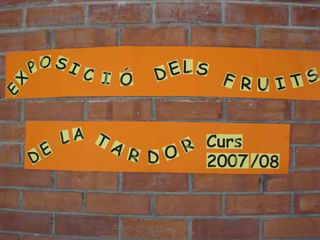 EXPOSICIÓ DELS FRUITS
DE LA TARDOR Curs
2007/08